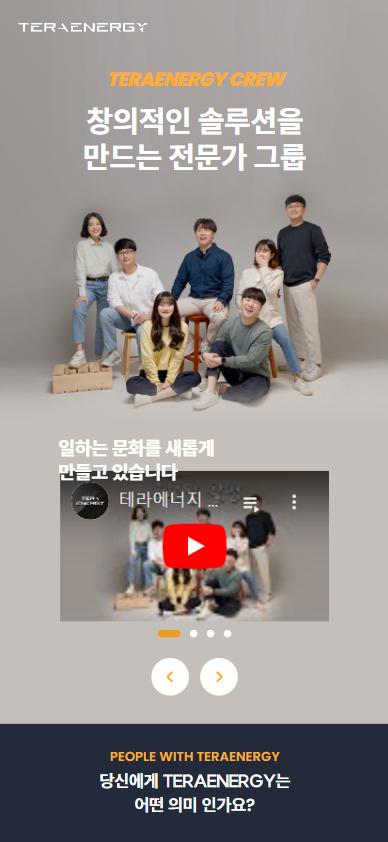 TERAENERGY
TERAENERGY CREW
창의적인 솔루션을
만드는 전문가 그룹
일하는 문화를 새롭게
만들고 있습니다
TERA
ENERGY
테라에너지 ...
PEOPLE WITH TERAENERGY
당신에게 TERAENERGY는
어떤 의미 인가요?